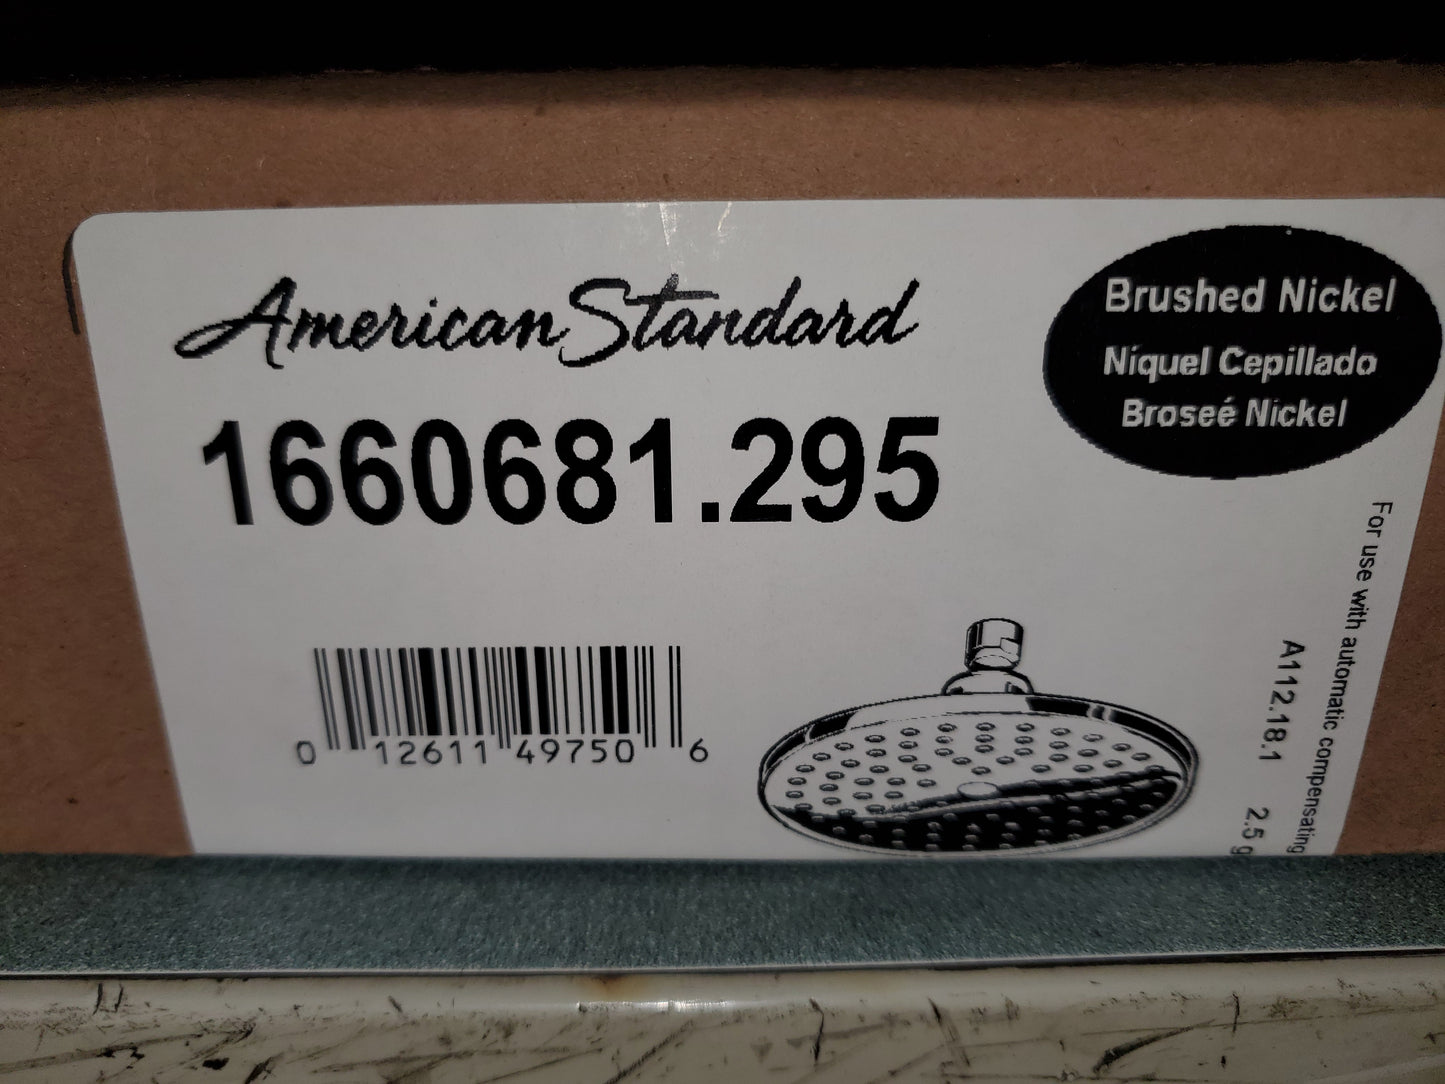 American Standard
1660681.295
Brushed Nickel
Níquel Cepillado
Broseé Nickel
0 12611 49750 6
For use with automatic compensating
A112.18.1 2.5